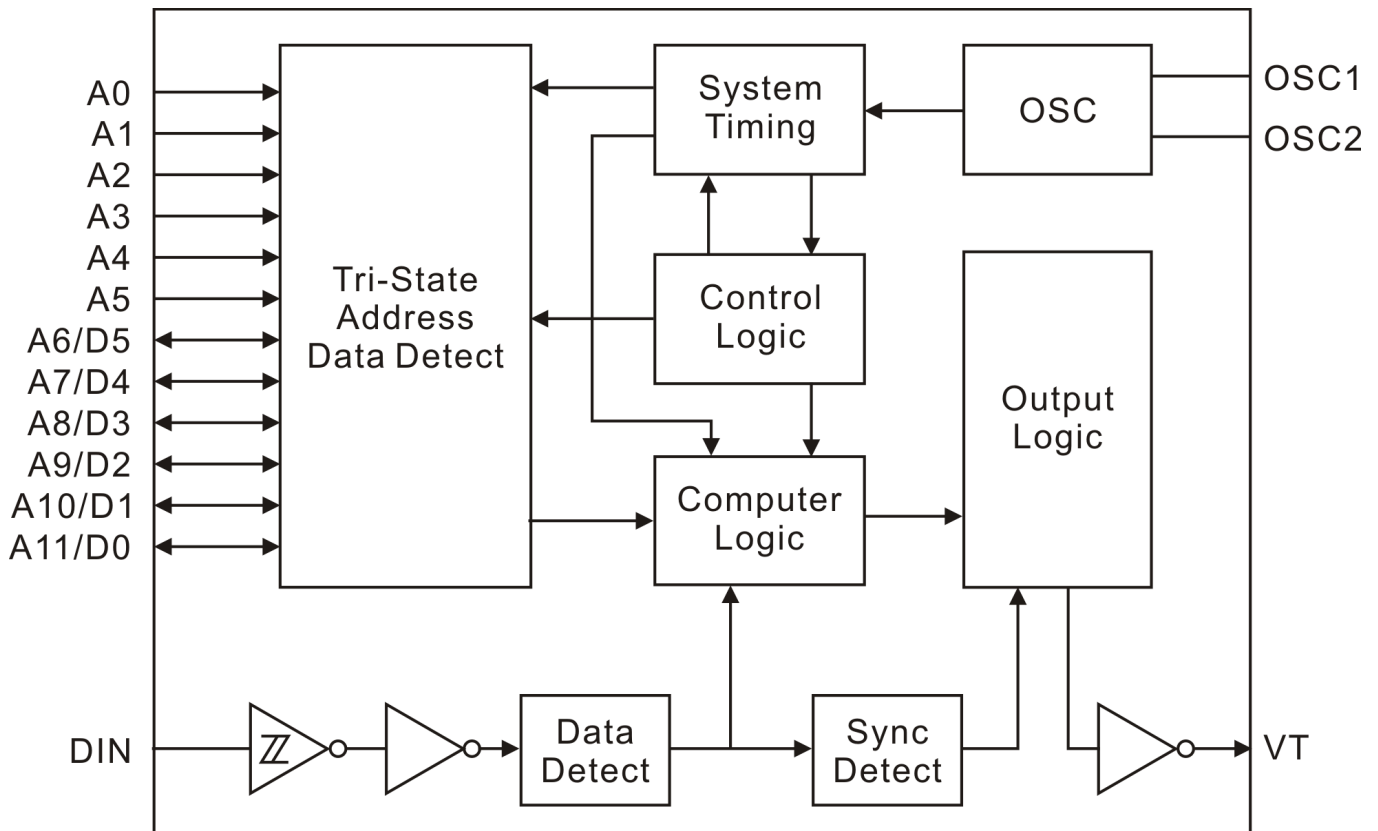 A0
A1
A2
A3
A4
A5
A6/D5
A7/D4
A8/D3
A9/D2
A10/D1
A11/D0
DIN
Tri-State
Address
Data Detect
System
Timing
OSC
OSC1
OSC2
Control
Logic
Output
Logic
Computer
Logic
Data
Detect
Sync
Detect
VT